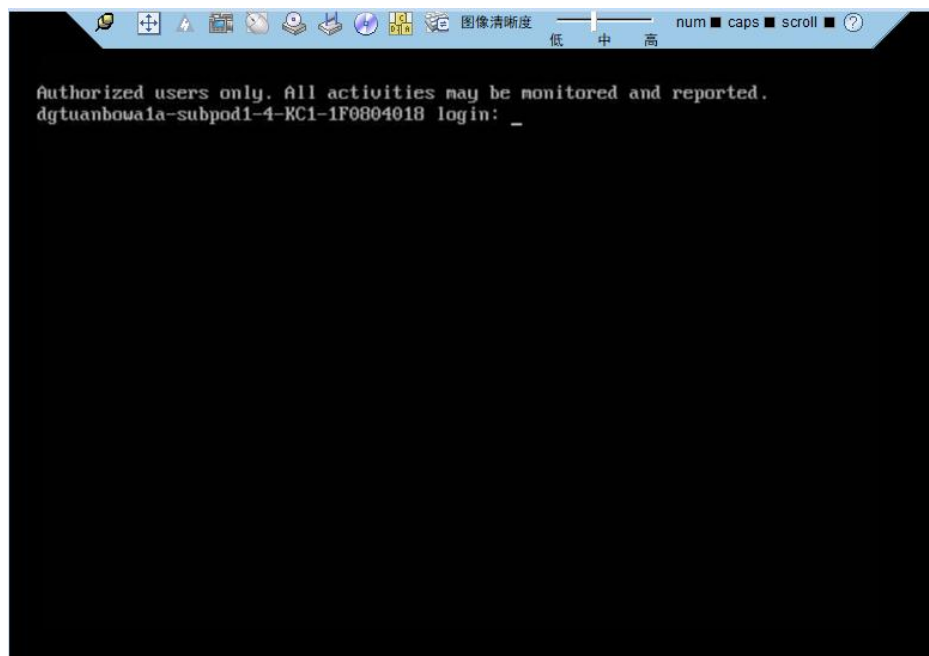 图像清晰度 num caps scroll ?
低 中 高
Authorized users only. All activities may be monitored and reported.
dgtuanbowa1a-subpod1-4-KC1-1F0804018 login: _